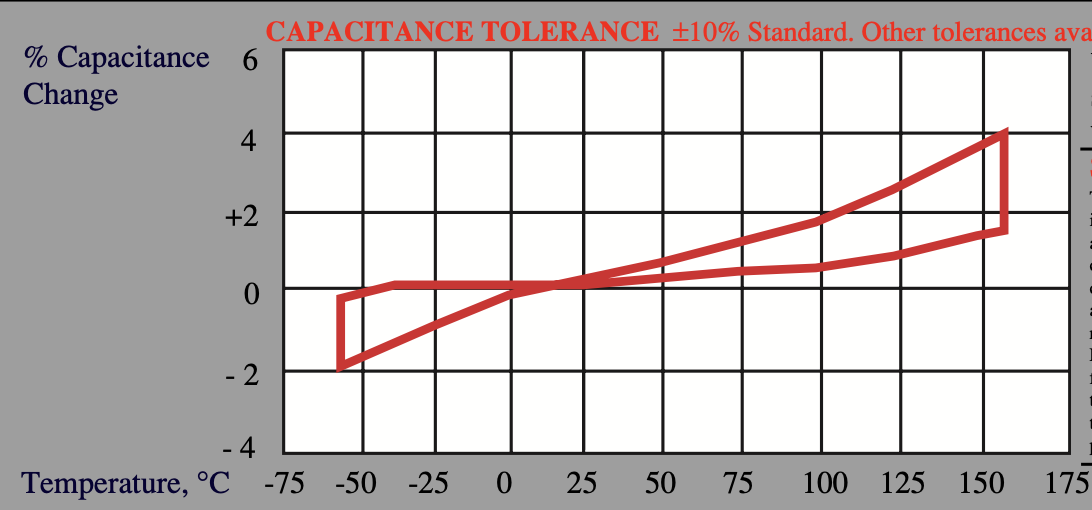 CAPACITANCE TOLERANCE ±10% Standard. Other tolerances
% Capacitance
Change
6
4
+2
0
- 2
- 4
Temperature, °C -75 -50 -25 0 25 50 75 100 125 150 175